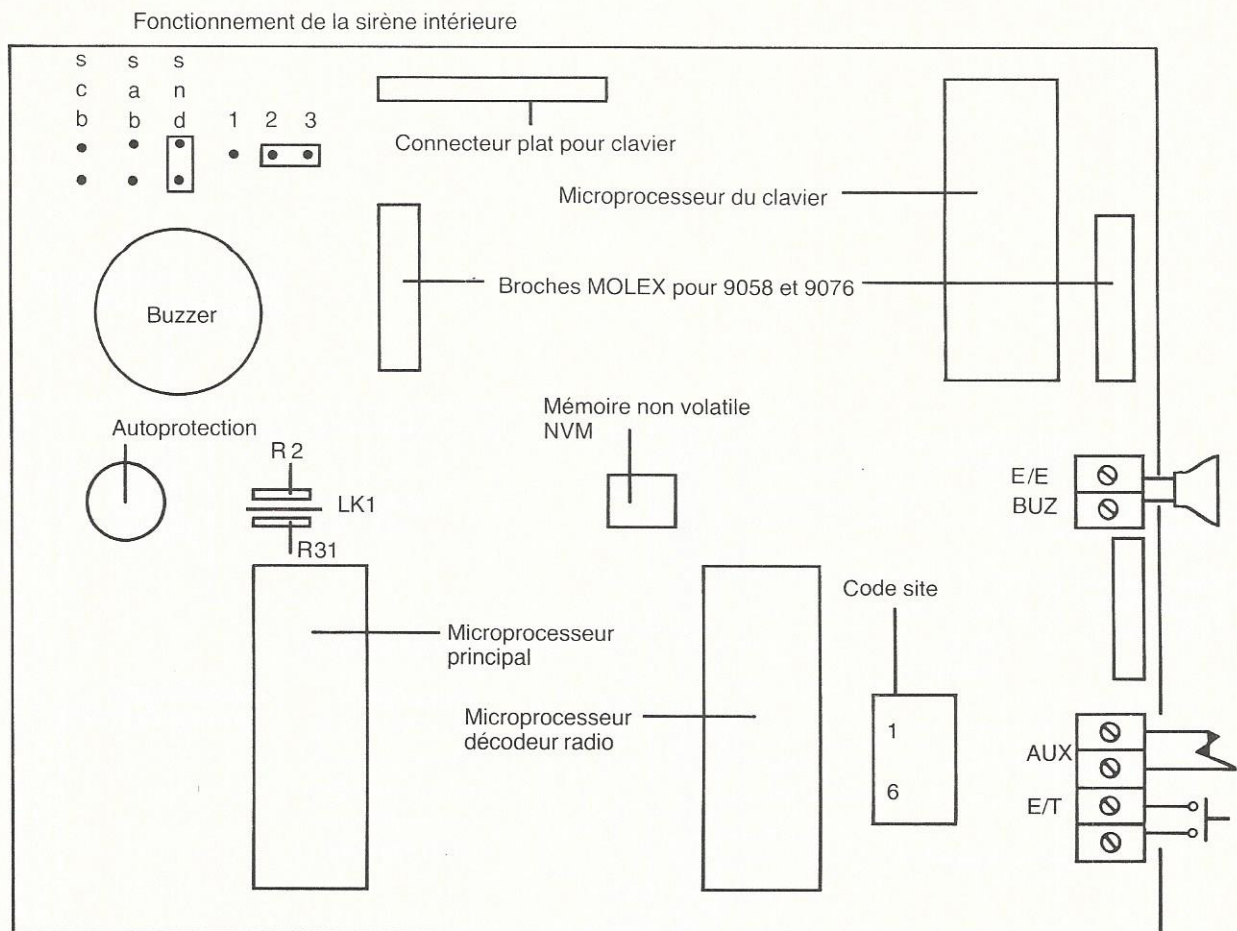 Fonctionnement de la sirène intérieure
s s s
c a n
b b d 1 2 3
Connecteur plat pour clavier
Microprocesseur du clavier
Broches MOLEX pour 9058 et 9076
Buzzer
Mémoire non volatile
NVM
Autoprotection
R2
LK1
R31
E/E
BUZ
Code site
Microprocesseur
principal
Microprocesseur
décodeur radio
1
6
AUX
E/T